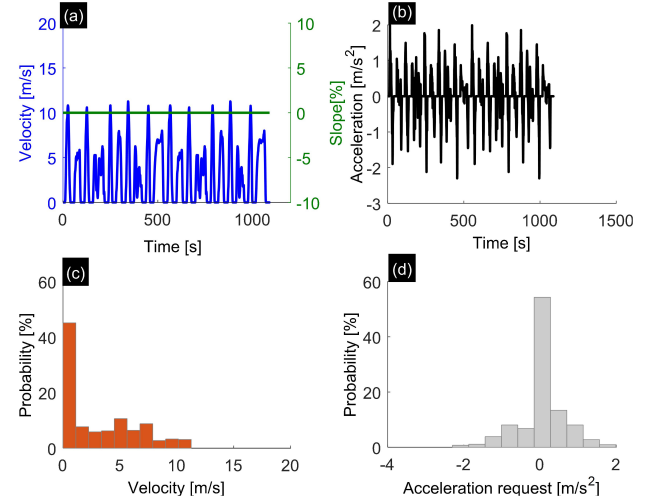 (a)
20
15
10
5
0
Velocity [m/s]
10
5
0
-5
-10
Slope[%]
0 500 1000
Time [s]
(b)
2
1
0
-1
-2
-3
Acceleration [m/s²]
0 500 1000 1500
Time [s]
(c)
60
40
20
0
Probability [%]
0 5 10 15 20
Velocity [m/s]
(d)
60
40
20
0
Probability [%]
-4 -2 0 2
Acceleration request [m/s²]